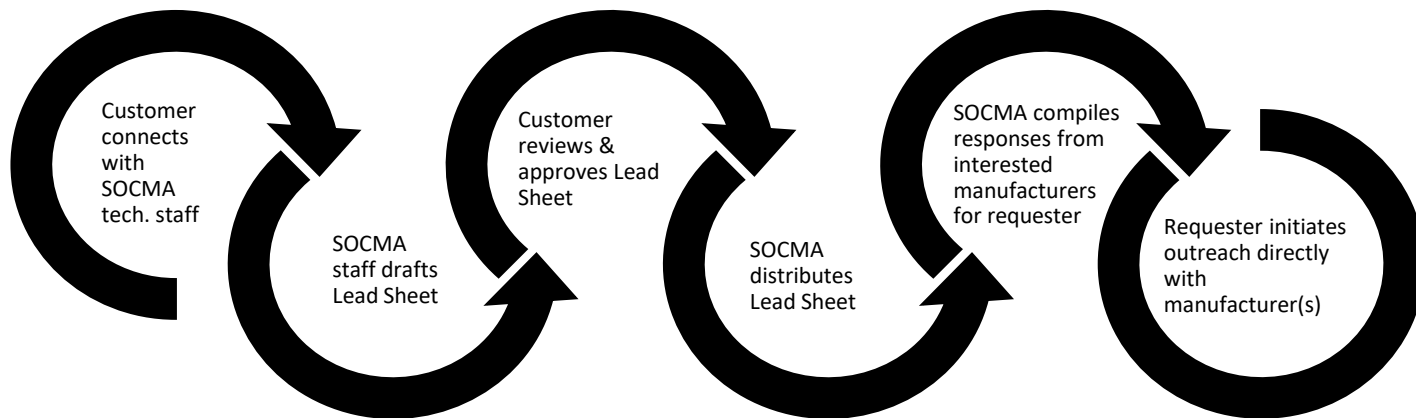 Customer
connects
with
SOCMA
tech. staff
SOCMA
staff drafts
Lead Sheet
Customer
reviews &
approves Lead
Sheet
SOCMA
distributes
Lead Sheet
SOCMA compiles
responses from
interested
manufacturers
for requester
Requester initiates
outreach directly
with
manufacturer(s)